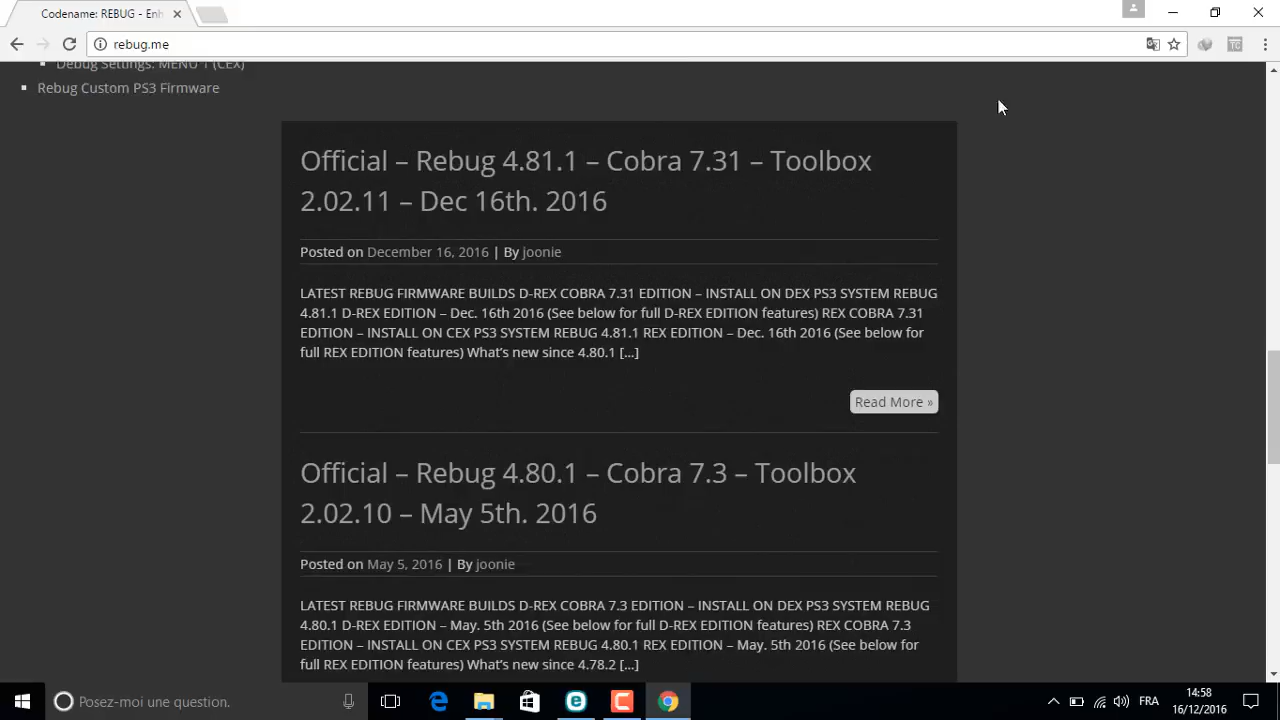 Codename: REBUG - Enh
rebug.me
Debug Settings: MENU 1 (CEX)
Rebug Custom PS3 Firmware
Official – Rebug 4.81.1 – Cobra 7.31 – Toolbox
2.02.11 – Dec 16th. 2016
Posted on December 16, 2016 | By joonie
LATEST REBUG FIRMWARE BUILDS D-REX COBRA 7.31 EDITION – INSTALL ON DEX PS3 SYSTEM REBUG
4.81.1 D-REX EDITION – Dec. 16th 2016 (See below for full D-REX EDITION features) REX COBRA 7.31
EDITION – INSTALL ON CEX PS3 SYSTEM REBUG 4.81.1 REX EDITION – Dec. 16th 2016 (See below for
full REX EDITION features) What’s new since 4.80.1 [...]
Read More »
Official – Rebug 4.80.1 – Cobra 7.3 – Toolbox
2.02.10 – May 5th. 2016
Posted on May 5, 2016 | By joonie
LATEST REBUG FIRMWARE BUILDS D-REX COBRA 7.3 EDITION – INSTALL ON DEX PS3 SYSTEM REBUG
4.80.1 D-REX EDITION – May. 5th 2016 (See below for full D-REX EDITION features) REX COBRA 7.3
EDITION – INSTALL ON CEX PS3 SYSTEM REBUG 4.80.1 REX EDITION – May. 5th 2016 (See below for
full REX EDITION features) What’s new since 4.78.2 [...]
Posez-moi une question.
FRA
14:58
16/12/2016